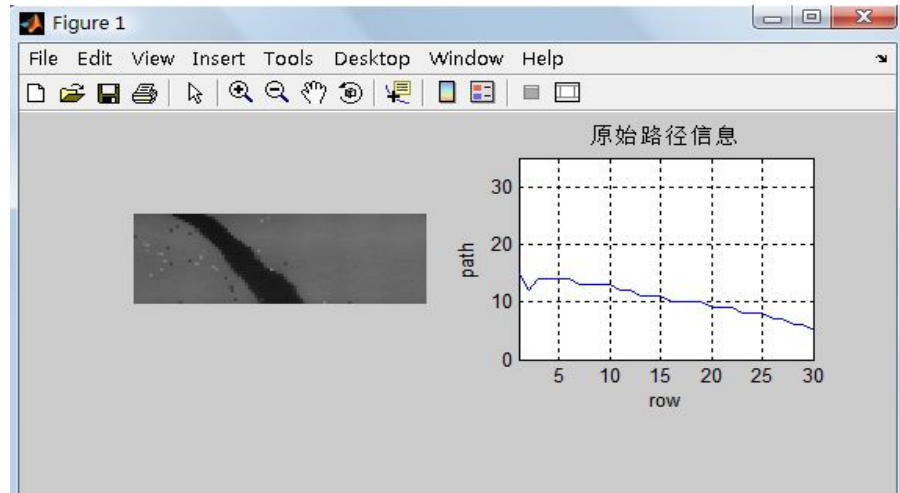 Figure 1
File Edit View Insert Tools Desktop Window Help
原始路径信息
30
20
10
0
path
5 10 15 20 25 30
row